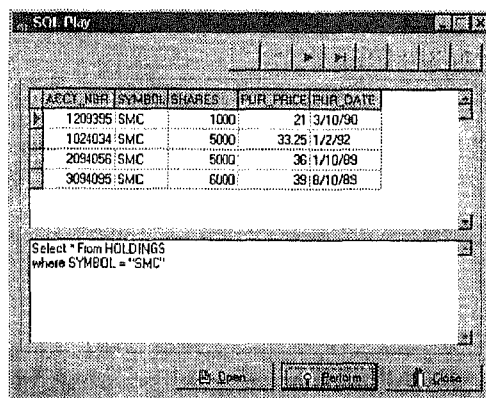 SQL Play
ACCT_NBR SYMBOL SHARES PUR_PRICE PUR_DATE
1209395 SMC 1000 21 3/10/90
1024034 SMC 5000 33.25 1/2/92
2094056 SMC 5000 36 1/10/89
3094095 SMC 6000 39 8/10/89
Select * From HOLDINGS
where SYMBOL = "SMC"
Open Perform Close